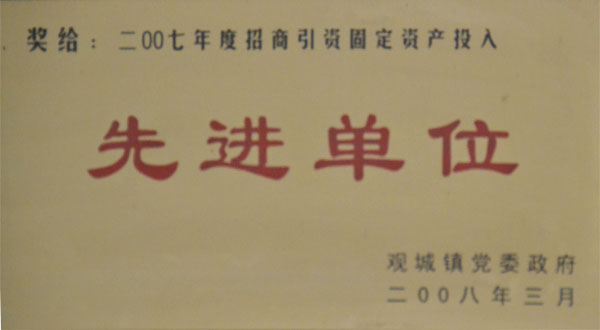 奖给：二00七年度招商引资固定资产投入
先进单位
观城镇党委政府
二00八年三月